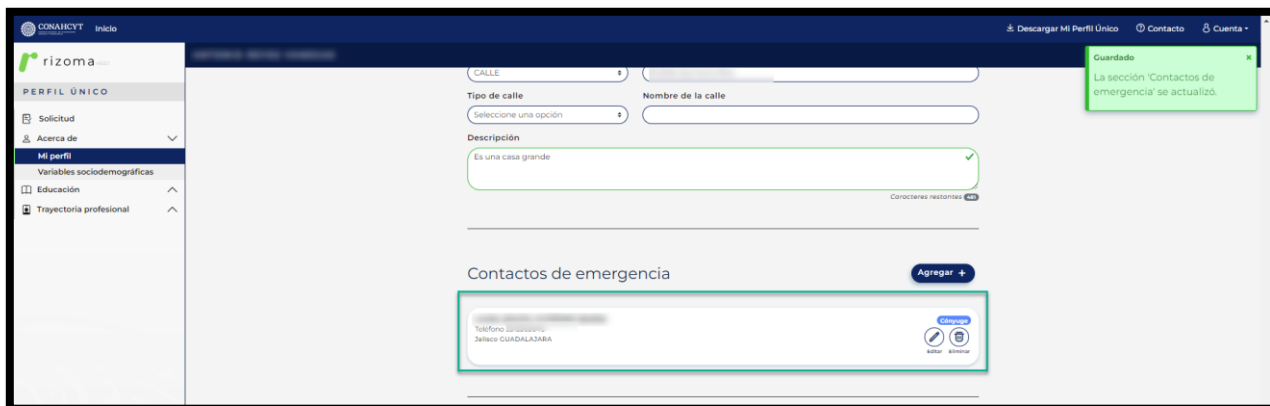 CONAHCYT Inicio Descargar Mi Perfil Único Contacto Cuenta
rizoma
PERFIL ÚNICO
Solicitud
Acerca de
Mi perfil
Variables sociodemográficas
Educación
Trayectoria profesional
Guardado ×
La sección 'Contactos de
emergencia' se actualizó.
CALLE
Tipo de calle Nombre de la calle
Seleccione una opción
Descripción
Es una casa grande
Caracteres restantes
Contactos de emergencia Agregar +
Cónyuge
Teléfono
Jalisco GUADALAJARA
Editar Eliminar